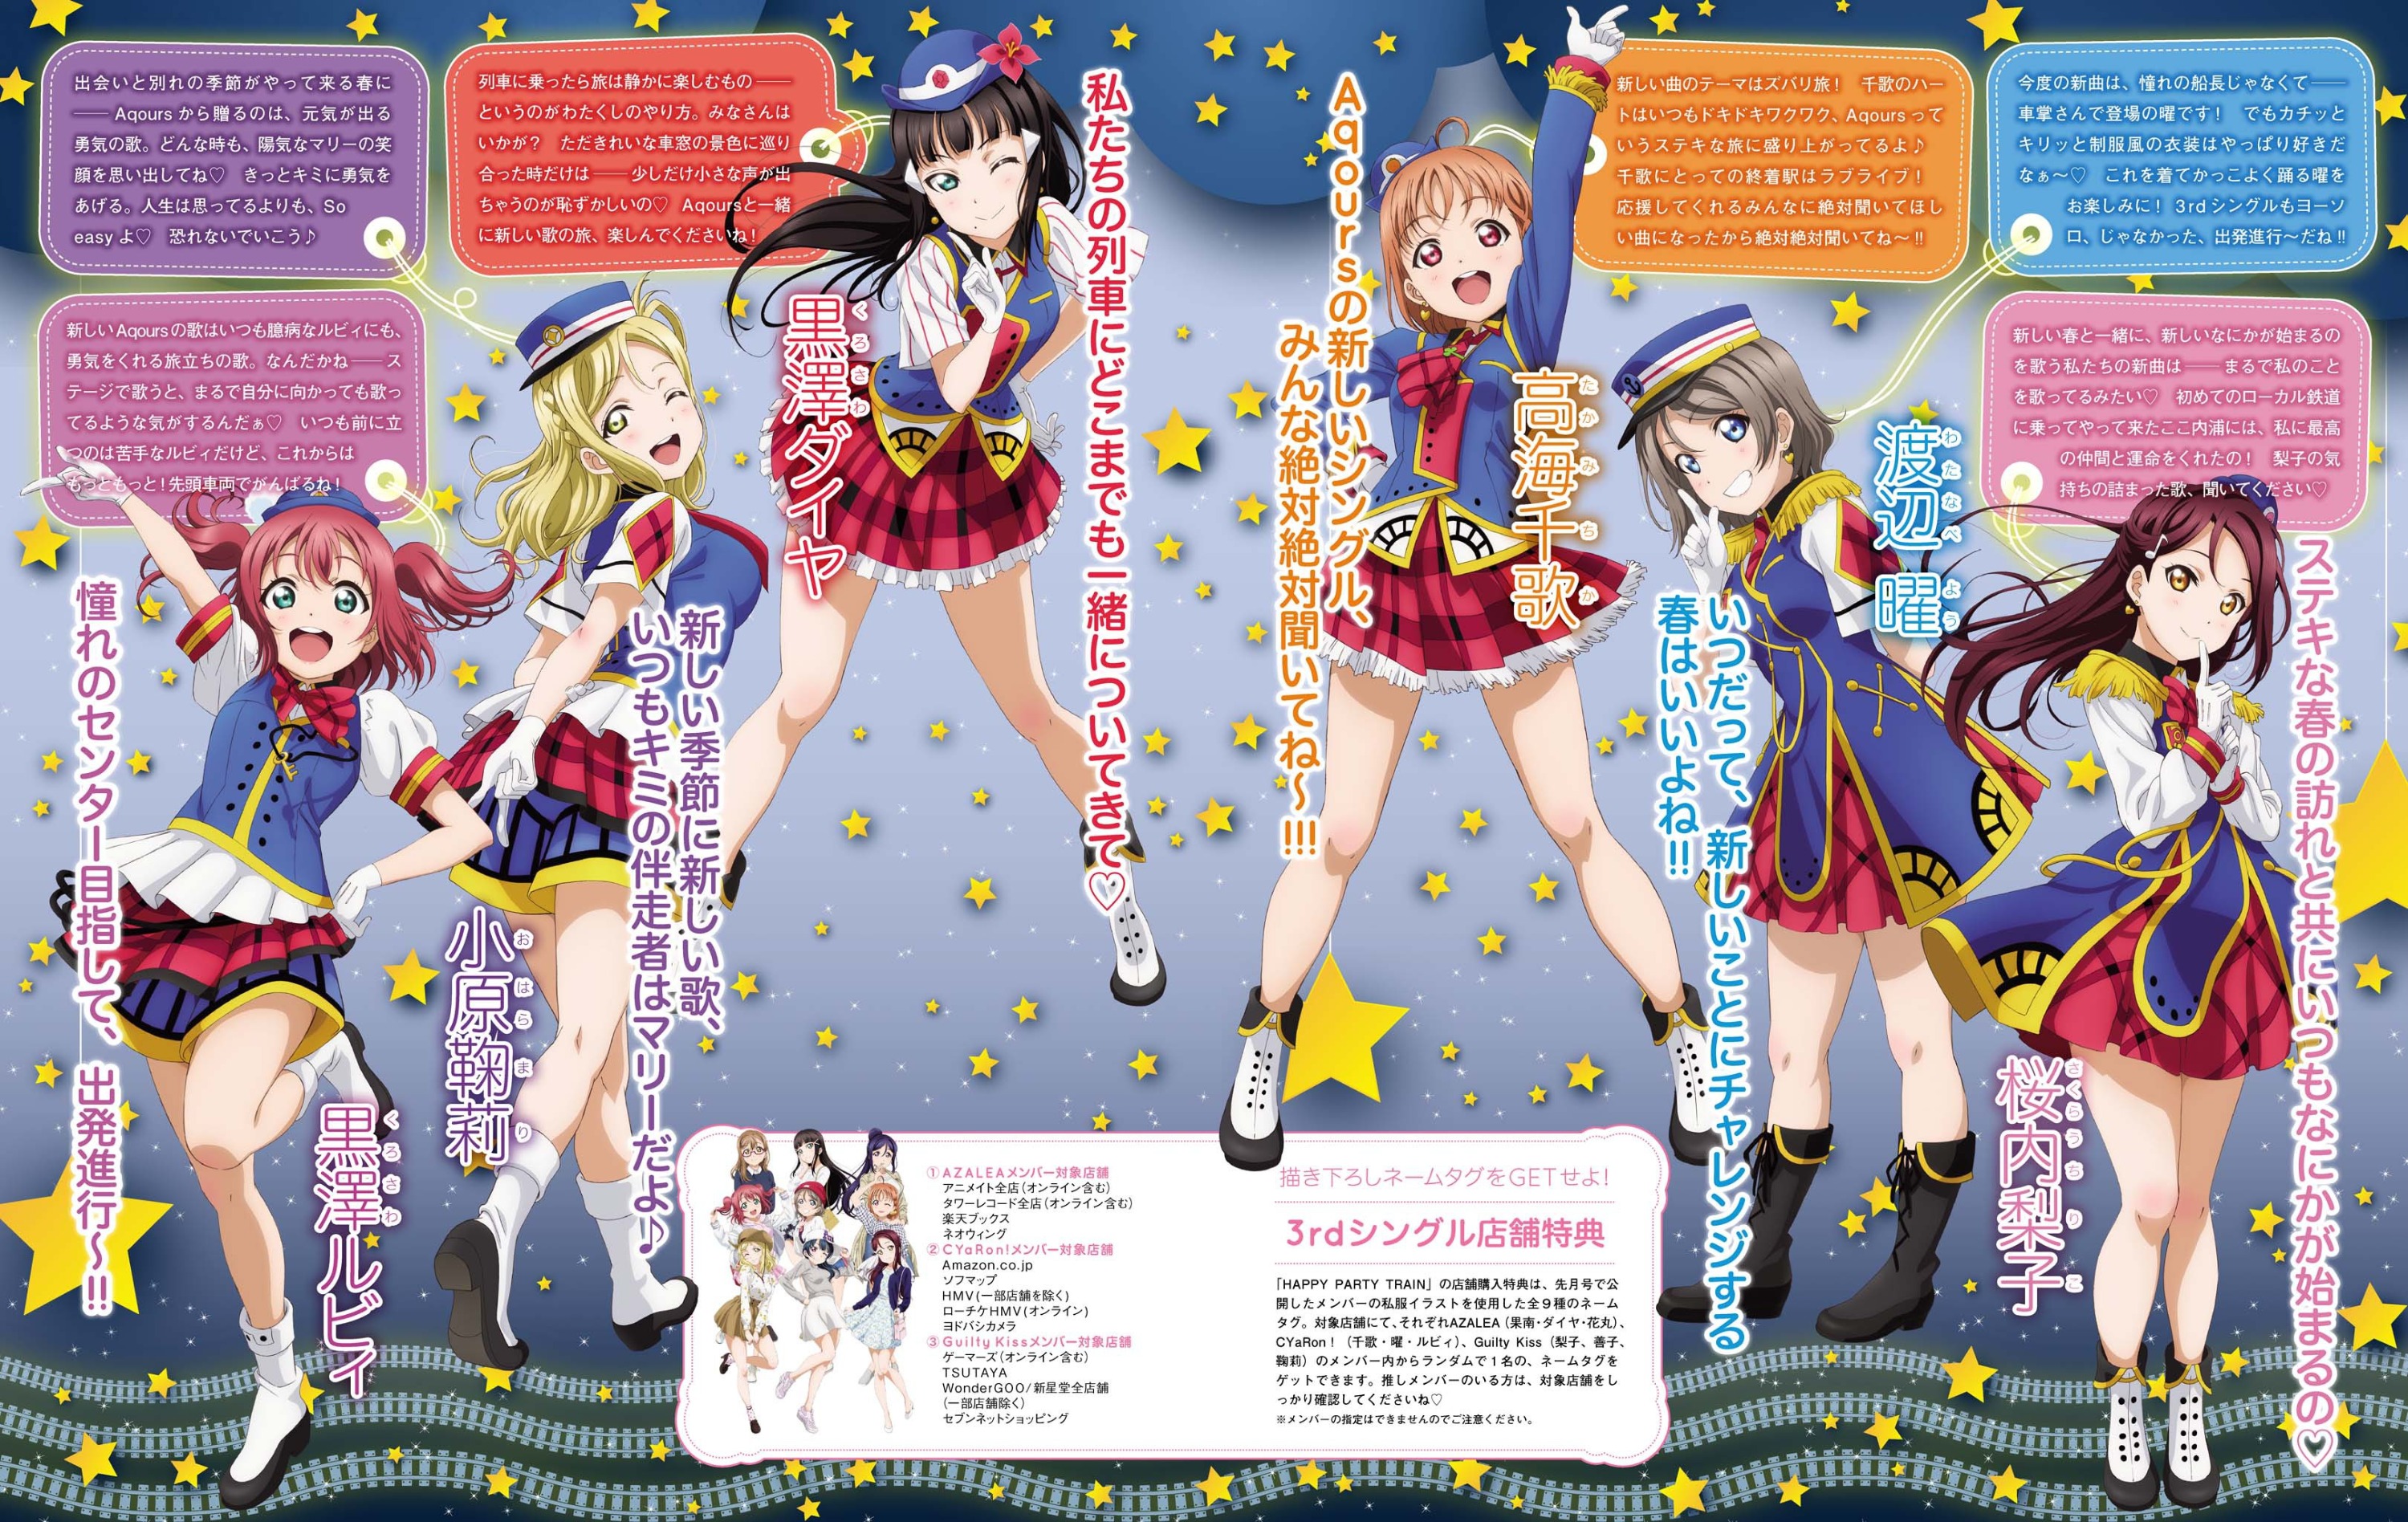 今度の新曲は、憧れの船長じゃなくて――
車掌さんで登場の曜です！　でもカチッと
キリッと制服風の衣装はやっぱり好きだ
なぁ～♡　これを着てかっこよく踊る曜を
お楽しみに！ 3rdシングルもヨーソ
ロ、じゃなかった、出発進行～だね!!
新しい春と一緒に、新しいなにかが始まるの
を歌う私たちの新曲は――まるで私のこと
を歌ってるみたい♡　初めてのローカル鉄道
に乗ってやって来たここ内浦には、私に最高
の仲間と運命をくれたの！　梨子の気
持ちの詰まった歌、聞いてください♡
ステキな春の訪れと共にいつもなにかが始まるの♡
桜内梨子
さくらうちりこ
渡辺 曜
わたなべ よう
いつだって、新しいことにチャレンジする
春はいいよね!!
新しい曲のテーマはズバリ旅！　千歌のハー
トはいつもドキドキワクワク、Aqours って
いうステキな旅に盛り上がってるよ♪
千歌にとっての終着駅はラブライブ！
応援してくれるみんなに絶対聞いてほし
い曲になったから絶対絶対聞いてね～!!
高海千歌
たかみちか
Aqoursの新しいシングル、
みんな絶対絶対聞いてね～!!!
私たちの列車にどこまでも一緒についてきて♡
列車に乗ったら旅は静かに楽しむもの――
というのがわたくしのやり方。みなさんは
いかが？　ただきれいな車窓の景色に巡り
合った時だけは――少しだけ小さな声が出
ちゃうのが恥ずかしいの♡　Aqoursと一緒
に新しい歌の旅、楽しんでくださいね！
黒澤ダイヤ
くろさわ
出会いと別れの季節がやって来る春に
――Aqours から贈るのは、元気が出る
勇気の歌。どんな時も、陽気なマリーの笑
顔を思い出してね♡　きっとキミに勇気を
あげる。人生は思ってるよりも、So
easy よ♡　恐れないでいこう♪
新しい季節に新しい歌、
いつもキミの伴走者はマリーだよ♪
小原鞠莉
おはらまり
新しいAqoursの歌はいつも臆病なルビィにも、
勇気をくれる旅立ちの歌。なんだかね――ス
テージで歌うと、まるで自分に向かっても歌っ
てるような気がするんだぁ♡　いつも前に立
つのは苦手なルビィだけど、これからは
もっともっと！先頭車両でがんばるね！
黒澤ルビィ
くろさわ
憧れのセンター目指して、出発進行～!!
描き下ろしネームタグをGETせよ！
3rdシングル店舗特典
「HAPPY PARTY TRAIN」の店舗購入特典は、先月号で公
開したメンバーの私服イラストを使用した全９種のネーム
タグ。対象店舗にて、それぞれAZALEA（果南・ダイヤ・花丸）、
CYaRon！（千歌・曜・ルビィ）、Guilty Kiss（梨子、善子、
鞠莉）のメンバー内からランダムで１名の、ネームタグを
ゲットできます。推しメンバーのいる方は、対象店舗をし
っかり確認してくださいね♡
※メンバーの指定はできませんのでご注意ください。
①AZALEAメンバー対象店舗
アニメイト全店（オンライン含む）
タワーレコード全店（オンライン含む）
楽天ブックス
ネオウィング
②CYaRon！メンバー対象店舗
Amazon.co.jp
ソフマップ
HMV（一部店舗を除く）
ローチケHMV（オンライン）
ヨドバシカメラ
③Guilty Kissメンバー対象店舗
ゲーマーズ（オンライン含む）
TSUTAYA
WonderGOO/新星堂全店舗
（一部店舗除く）
セブンネットショッピング